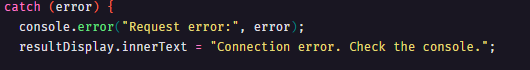 catch (error) {
  console.error("Request error:", error);
  resultDisplay.innerText = "Connection error. Check the console.";